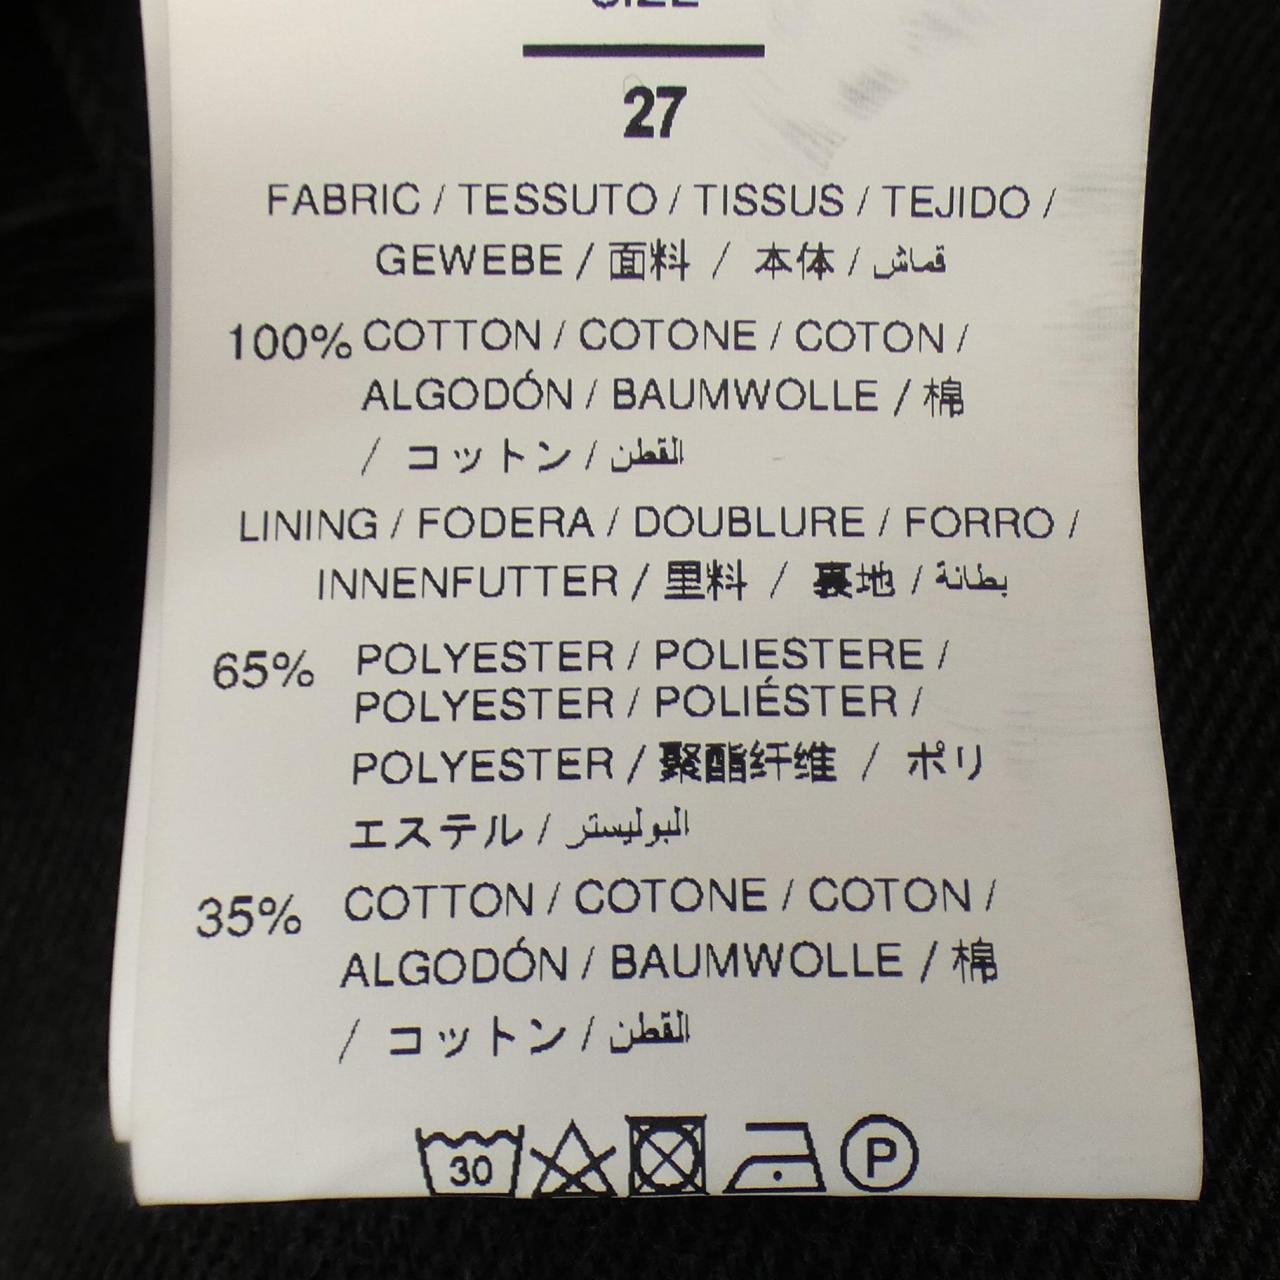 SIZE
27
FABRIC / TESSUTO / TISSUS / TEJIDO /
GEWEBE / 面料 / 本体 / قماش
100% COTTON / COTONE / COTON /
ALGODÓN / BAUMWOLLE / 棉
/ コットン / القطن
LINING / FODERA / DOUBLURE / FORRO /
INNENFUTTER / 里料 / 裏地 / بطانة
65% POLYESTER / POLIESTERE /
POLYESTER / POLIÉSTER /
POLYESTER / 聚酯纤维 / ポリ
エステル / البوليستر
35% COTTON / COTONE / COTON /
ALGODÓN / BAUMWOLLE / 棉
/ コットン / القطن
30 P